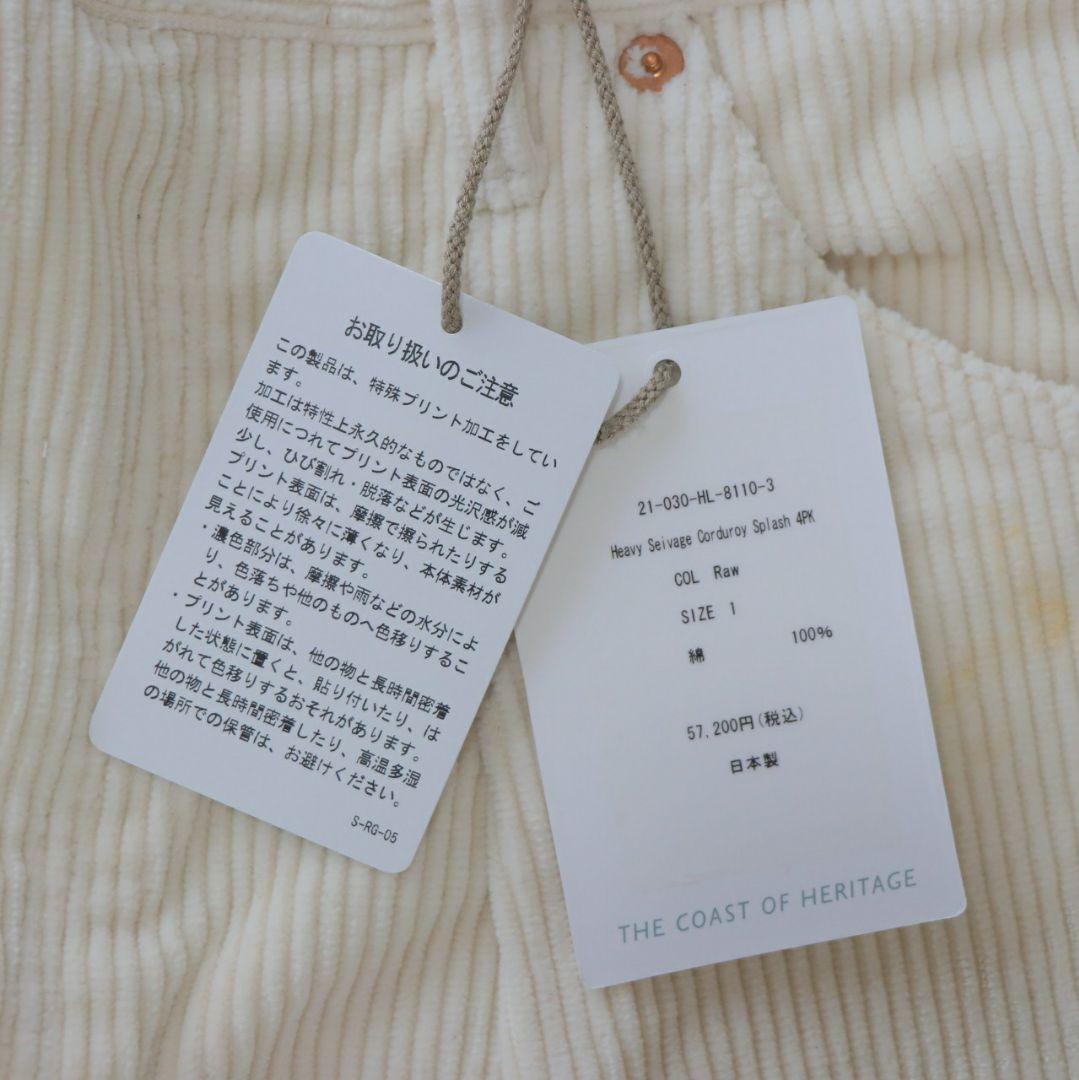 お取り扱いのご注意
この製品は、特殊プリント加工をしてい
ます。
加工は特性上永久的なものではなく、ご
使用につれてプリント表面の光沢感が減
少し、ひび割れ・脱落などが生じます。
プリント表面は、摩擦で擦られたりする
ことにより徐々に薄くなり、本体素材が
見えることがあります。
・濃色部分は、摩擦や雨などの水分によ
り、色落ちや他のものへ色移りするこ
とがあります。
・プリント表面は、他の物と長時間密着
した状態に置くと、貼り付いたり、は
がれて色移りするおそれがあります。
他の物と長時間密着したり、高温多湿
の場所での保管は、お避けください。
S-RG-05
21-030-HL-8110-3
Heavy Selvage Corduroy Splash 4PK
COL Raw
SIZE 1
綿 100%
57,200円(税込)
日本製
THE COAST OF HERITAGE